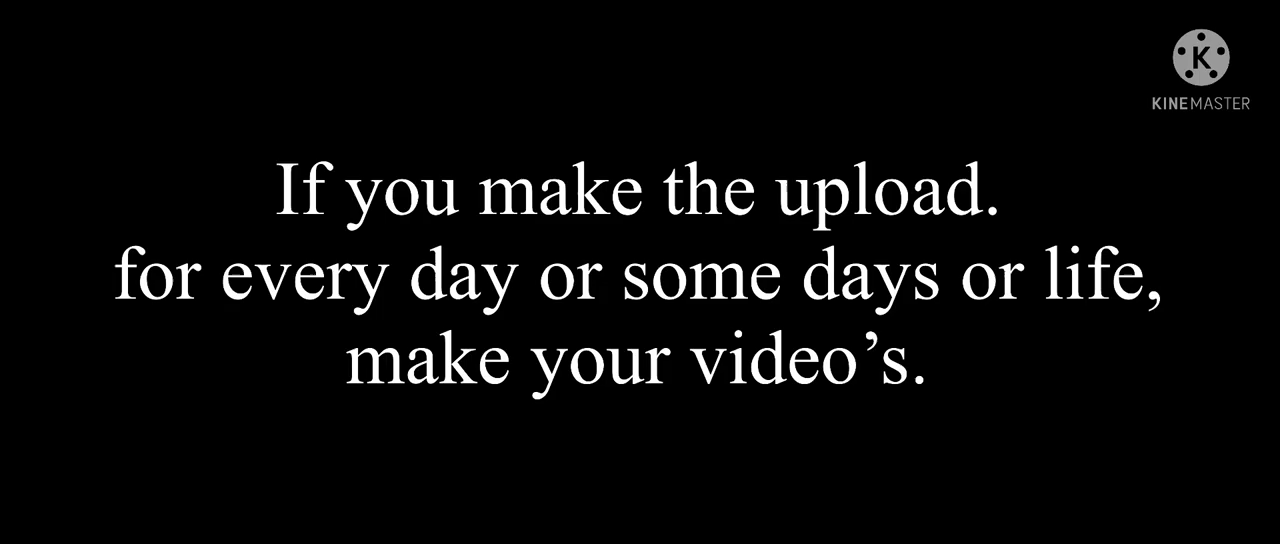 K
KINEMASTER
If you make the upload.
for every day or some days or life,
make your video’s.